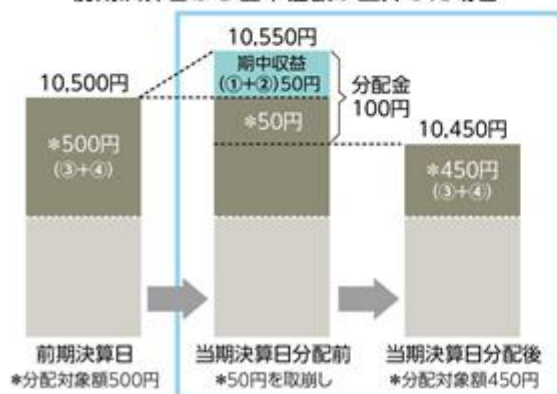 10,550円
期中収益
(①+②)50円
分配金
100円
10,500円
*500円
(③+④)
*50円
10,450円
*450円
(③+④)
前期決算日
*分配対象額500円
当期決算日分配前
*50円を取崩し
当期決算日分配後
*分配対象額450円